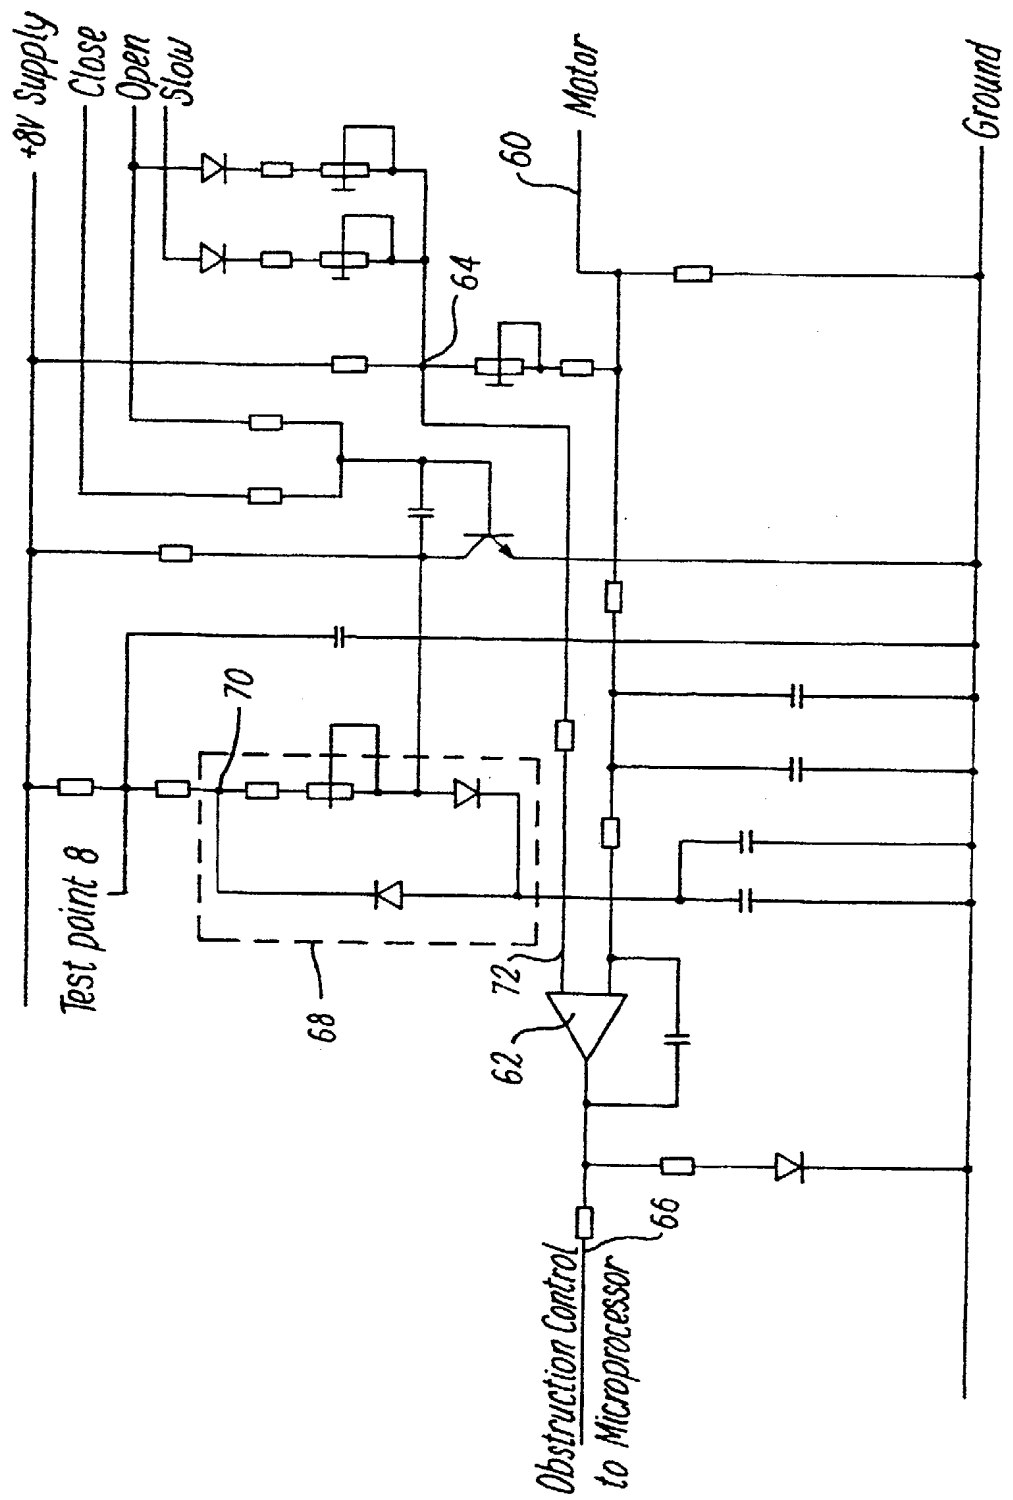 +8V Supply
Close
Open
Slow
Motor
60
Ground
64
70
Test point 8
68
72
62
66
Obstruction Control
to Microprocessor